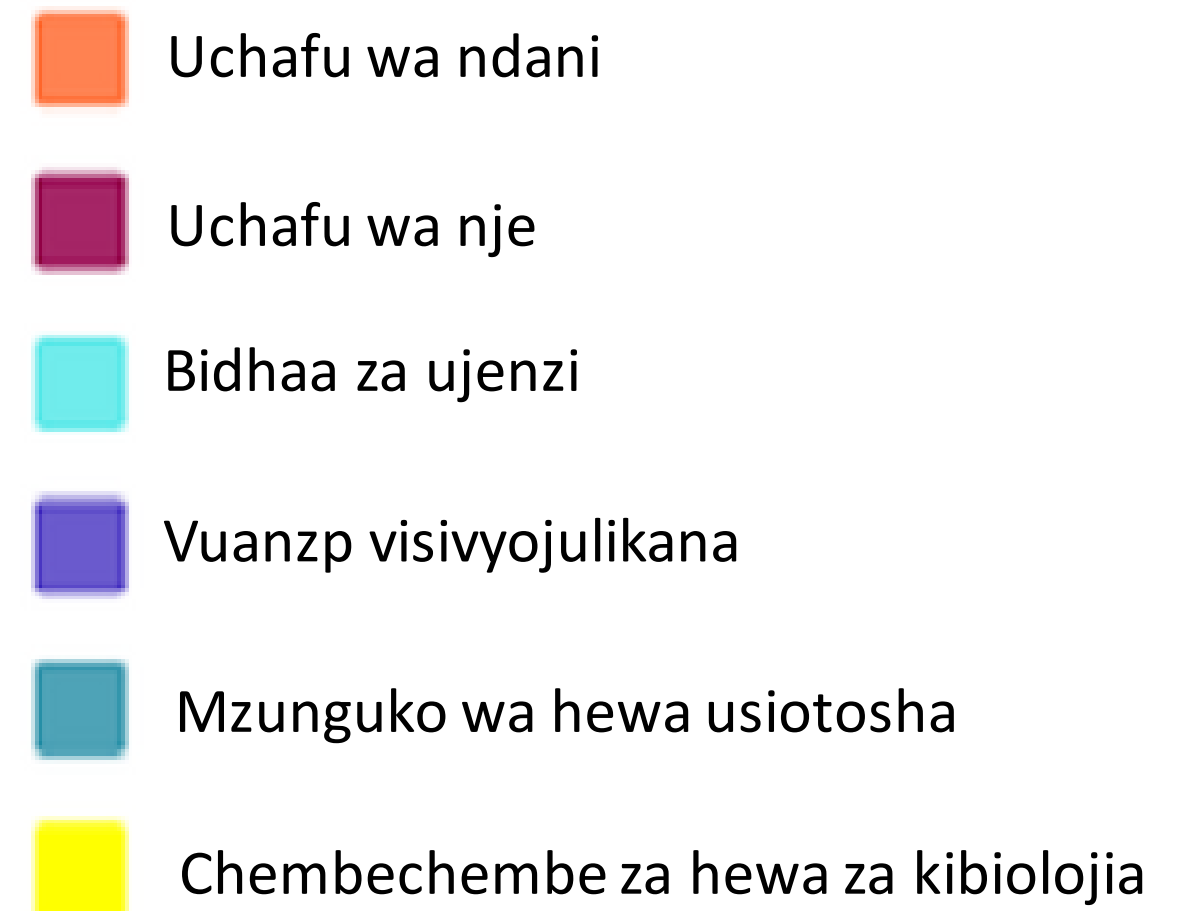 Uchafu wa ndani
Uchafu wa nje
Bidhaa za ujenzi
Vuanzp visivyojulikana
Mzunguko wa hewa usiotosha
Chembechembe za hewa za kibiolojia